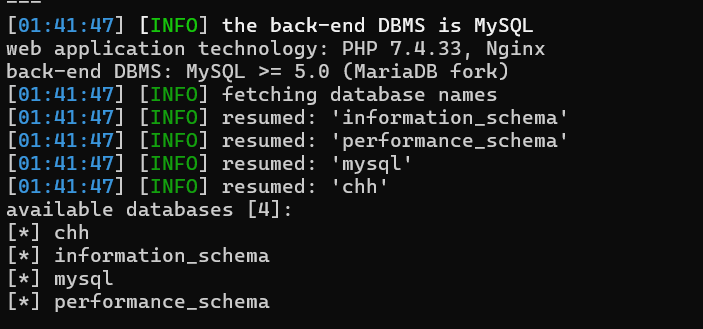 ---
[01:41:47] [INFO] the back-end DBMS is MySQL
web application technology: PHP 7.4.33, Nginx
back-end DBMS: MySQL >= 5.0 (MariaDB fork)
[01:41:47] [INFO] fetching database names
[01:41:47] [INFO] resumed: 'information_schema'
[01:41:47] [INFO] resumed: 'performance_schema'
[01:41:47] [INFO] resumed: 'mysql'
[01:41:47] [INFO] resumed: 'chh'
available databases [4]:
[*] chh
[*] information_schema
[*] mysql
[*] performance_schema